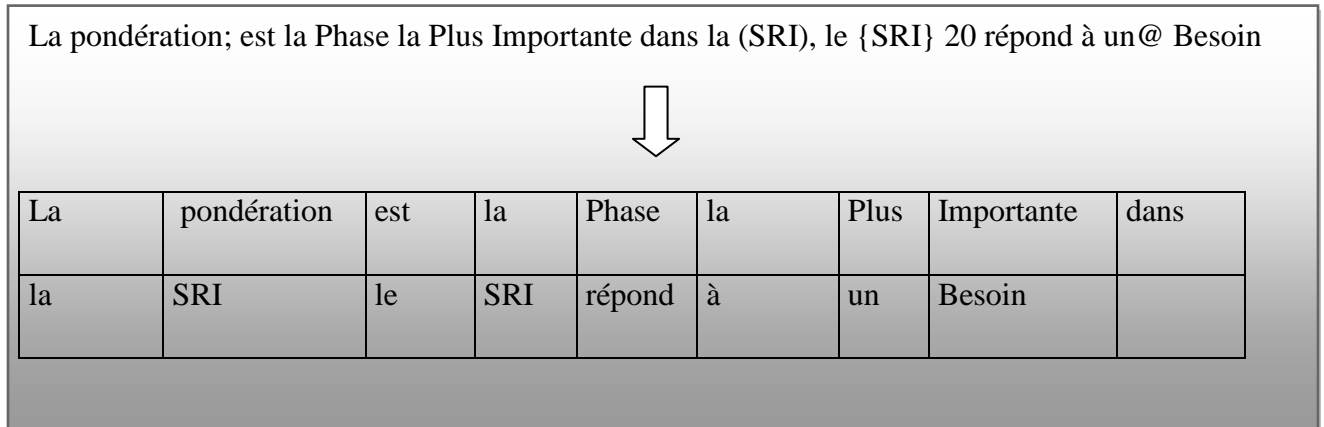 La pondération; est la Phase la Plus Importante dans la (SRI), le {SRI} 20 répond à un@ Besoin
La pondération est la Phase la Plus Importante dans
la SRI le SRI répond à un Besoin